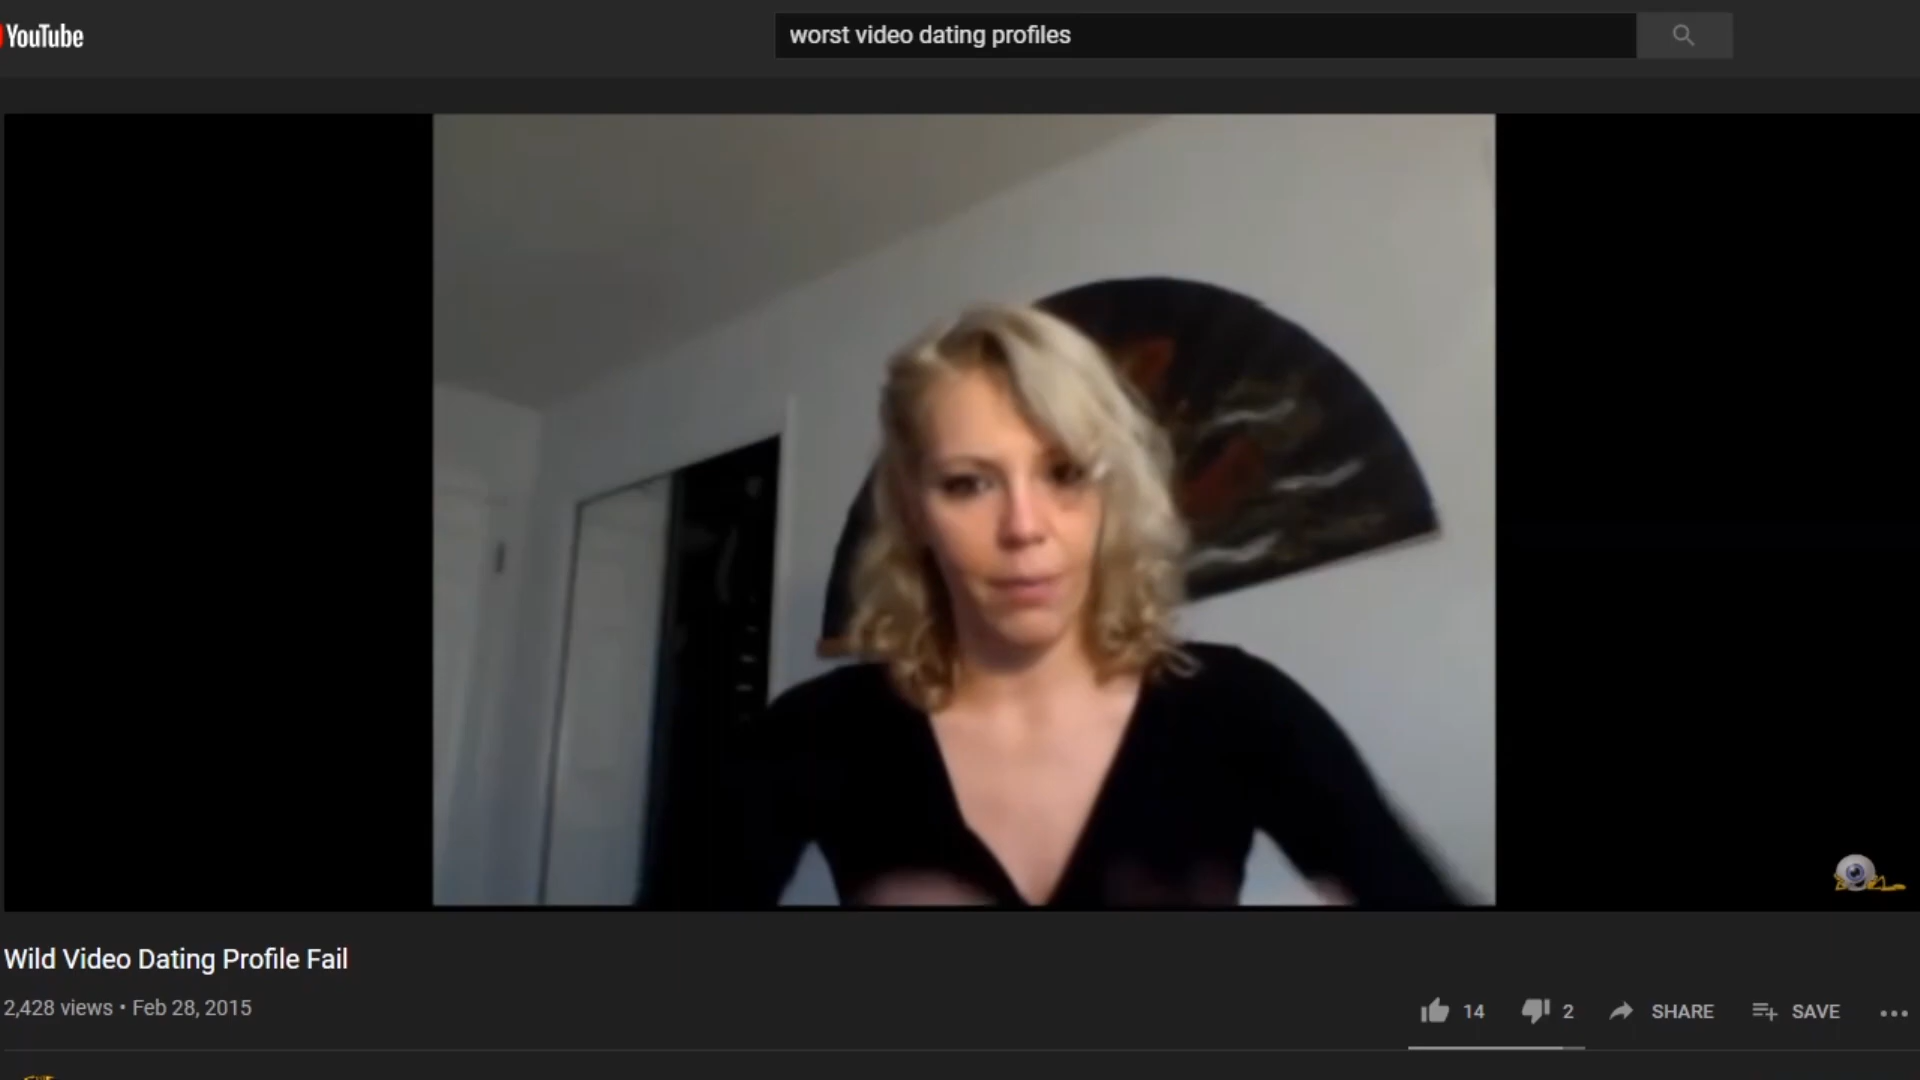 YouTube
worst video dating profiles
Wild Video Dating Profile Fail
2,428 views • Feb 28, 2015
14
2
SHARE
SAVE